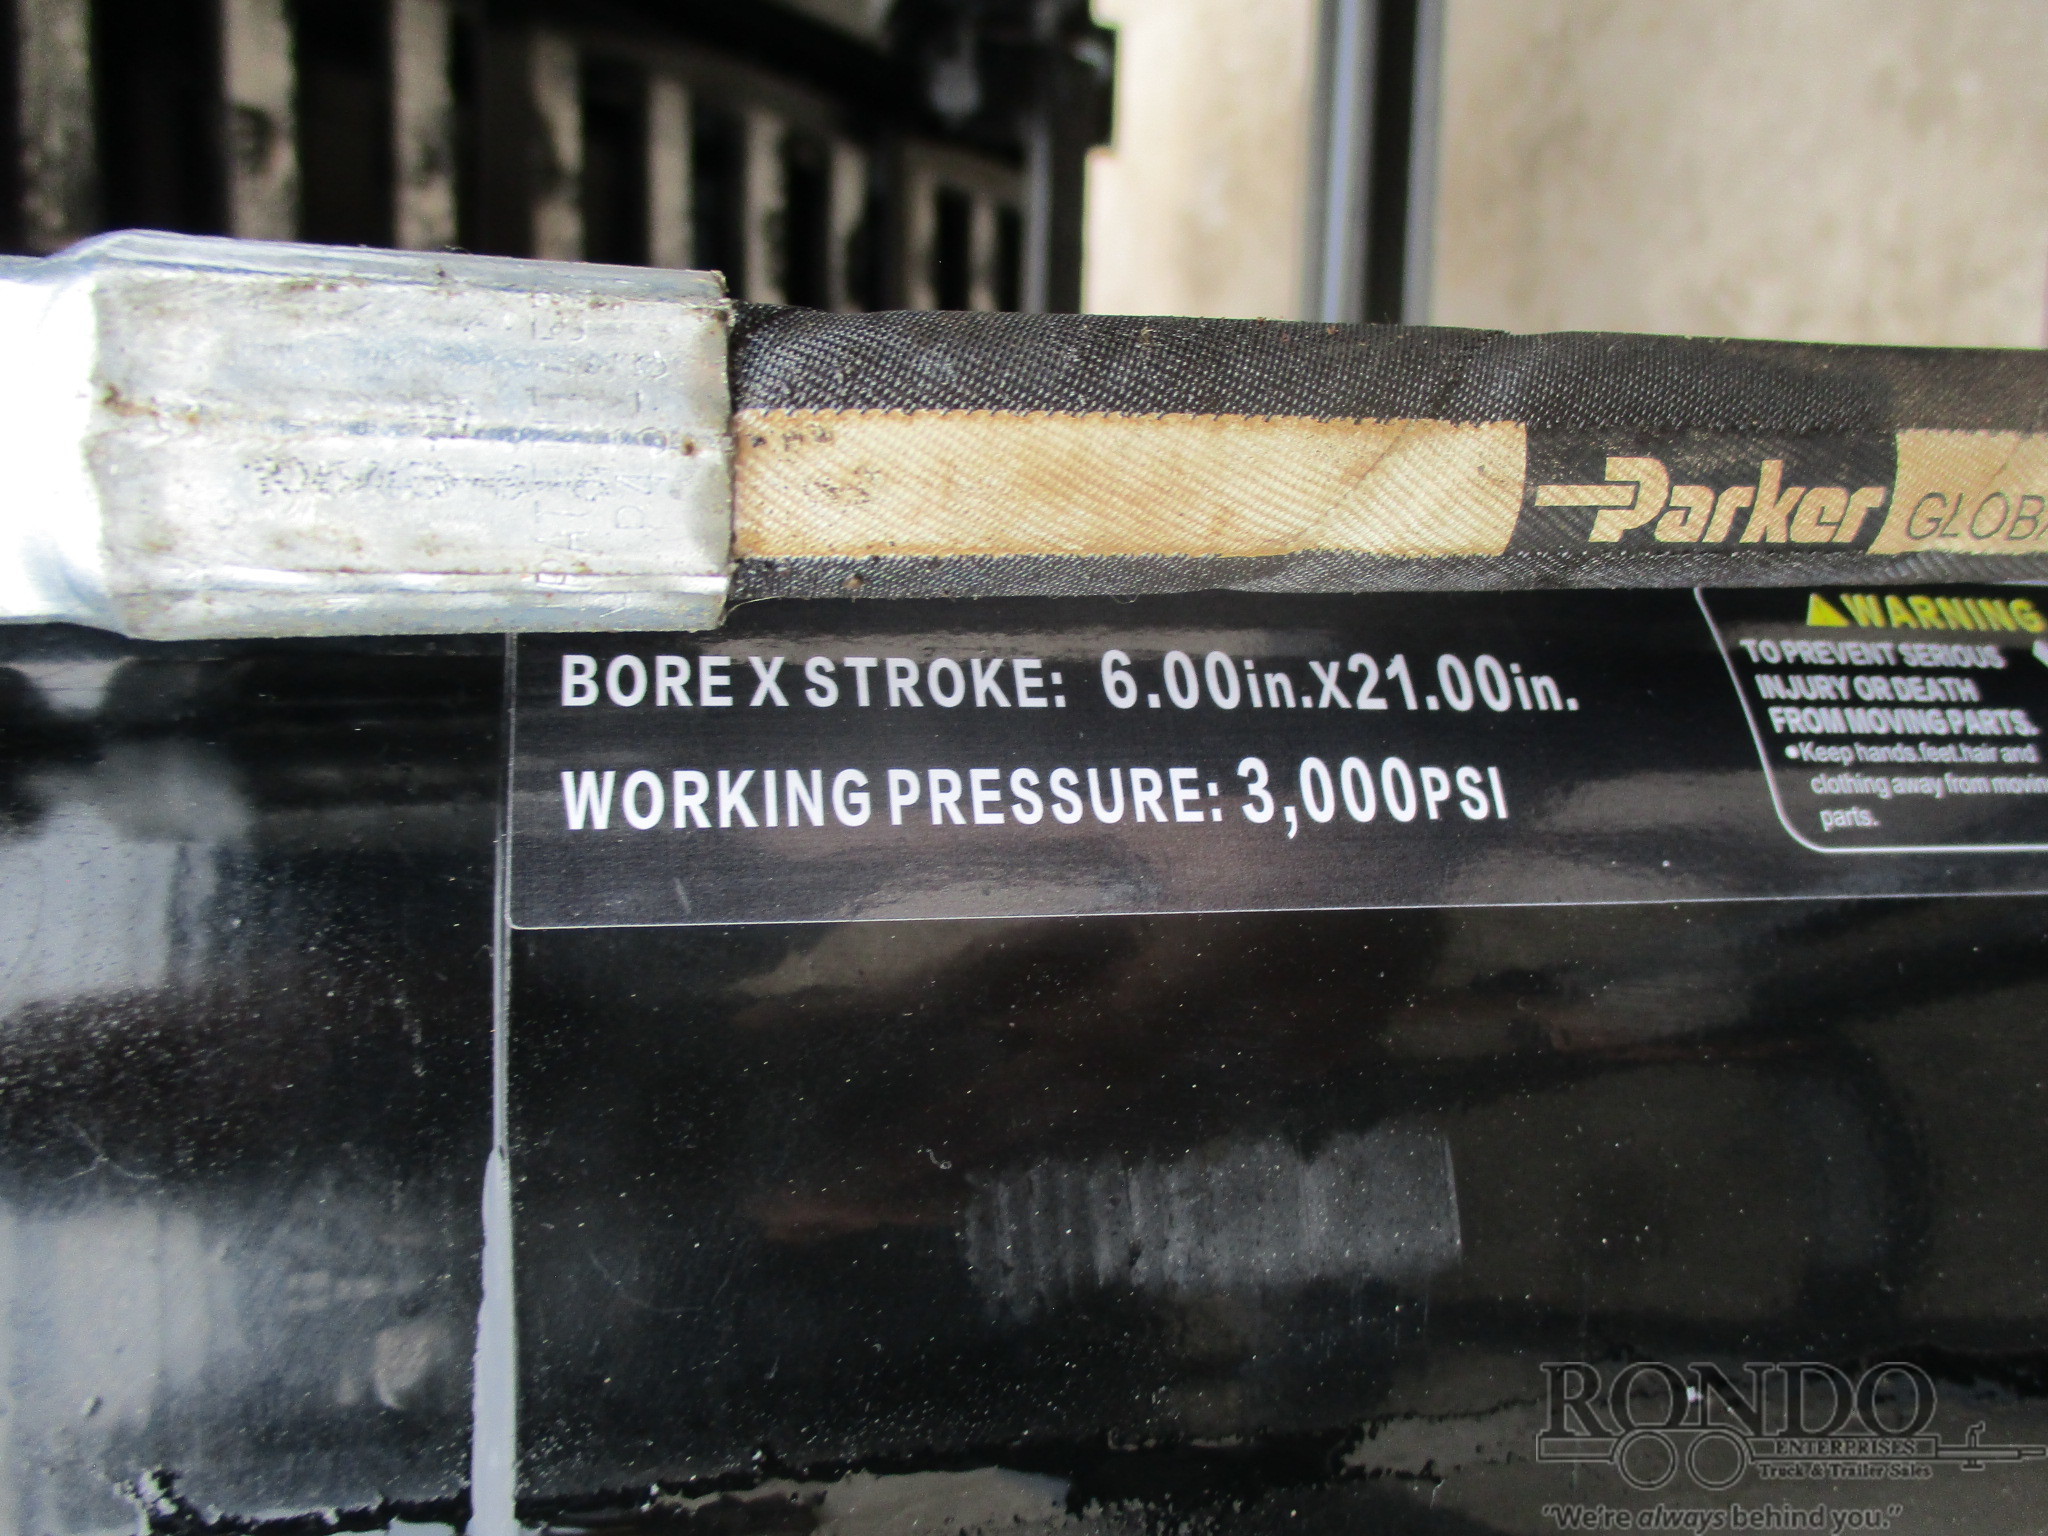 Parker GLOBA
BORE X STROKE: 6.00in.X21.00in.
WORKING PRESSURE: 3,000PSI
WARNING
TO PREVENT SERIOUS
INJURY OR DEATH
FROM MOVING PARTS.
•Keep hands.feet.hair and
clothing away from movin
parts.
RONDO
ENTERPRISES
Truck & Trailer Sales
"We're always behind you."